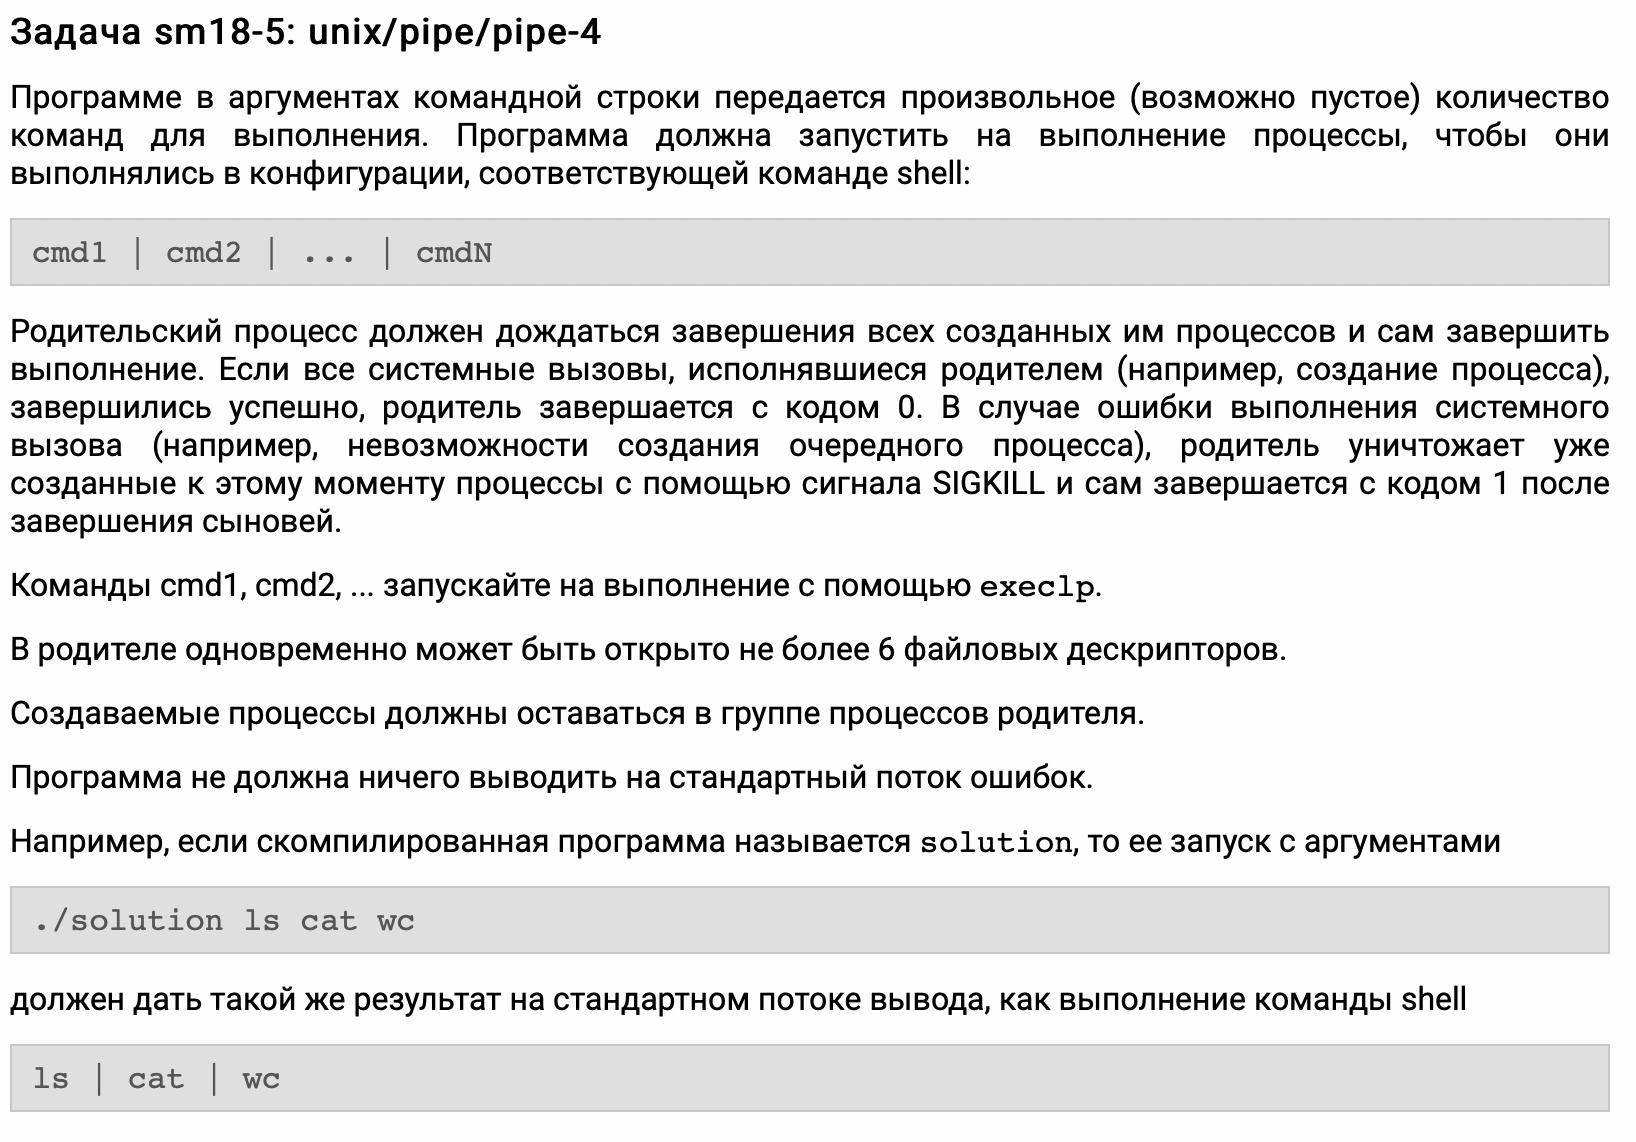 Задача sm18-5: unix/pipe/pipe-4
Программе в аргументах командной строки передается произвольное (возможно пустое) количество
команд для выполнения. Программа должна запустить на выполнение процессы, чтобы они
выполнялись в конфигурации, соответствующей команде shell:
cmd1 | cmd2 | ... | cmdN
Родительский процесс должен дождаться завершения всех созданных им процессов и сам завершить
выполнение. Если все системные вызовы, исполнявшиеся родителем (например, создание процесса),
завершились успешно, родитель завершается с кодом 0. В случае ошибки выполнения системного
вызова (например, невозможности создания очередного процесса), родитель уничтожает уже
созданные к этому моменту процессы с помощью сигнала SIGKILL и сам завершается с кодом 1 после
завершения сыновей.
Команды cmd1, cmd2, ... запускайте на выполнение с помощью execlp.
В родителе одновременно может быть открыто не более 6 файловых дескрипторов.
Создаваемые процессы должны оставаться в группе процессов родителя.
Программа не должна ничего выводить на стандартный поток ошибок.
Например, если скомпилированная программа называется solution, то ее запуск с аргументами
./solution ls cat wc
должен дать такой же результат на стандартном потоке вывода, как выполнение команды shell
ls | cat | wc